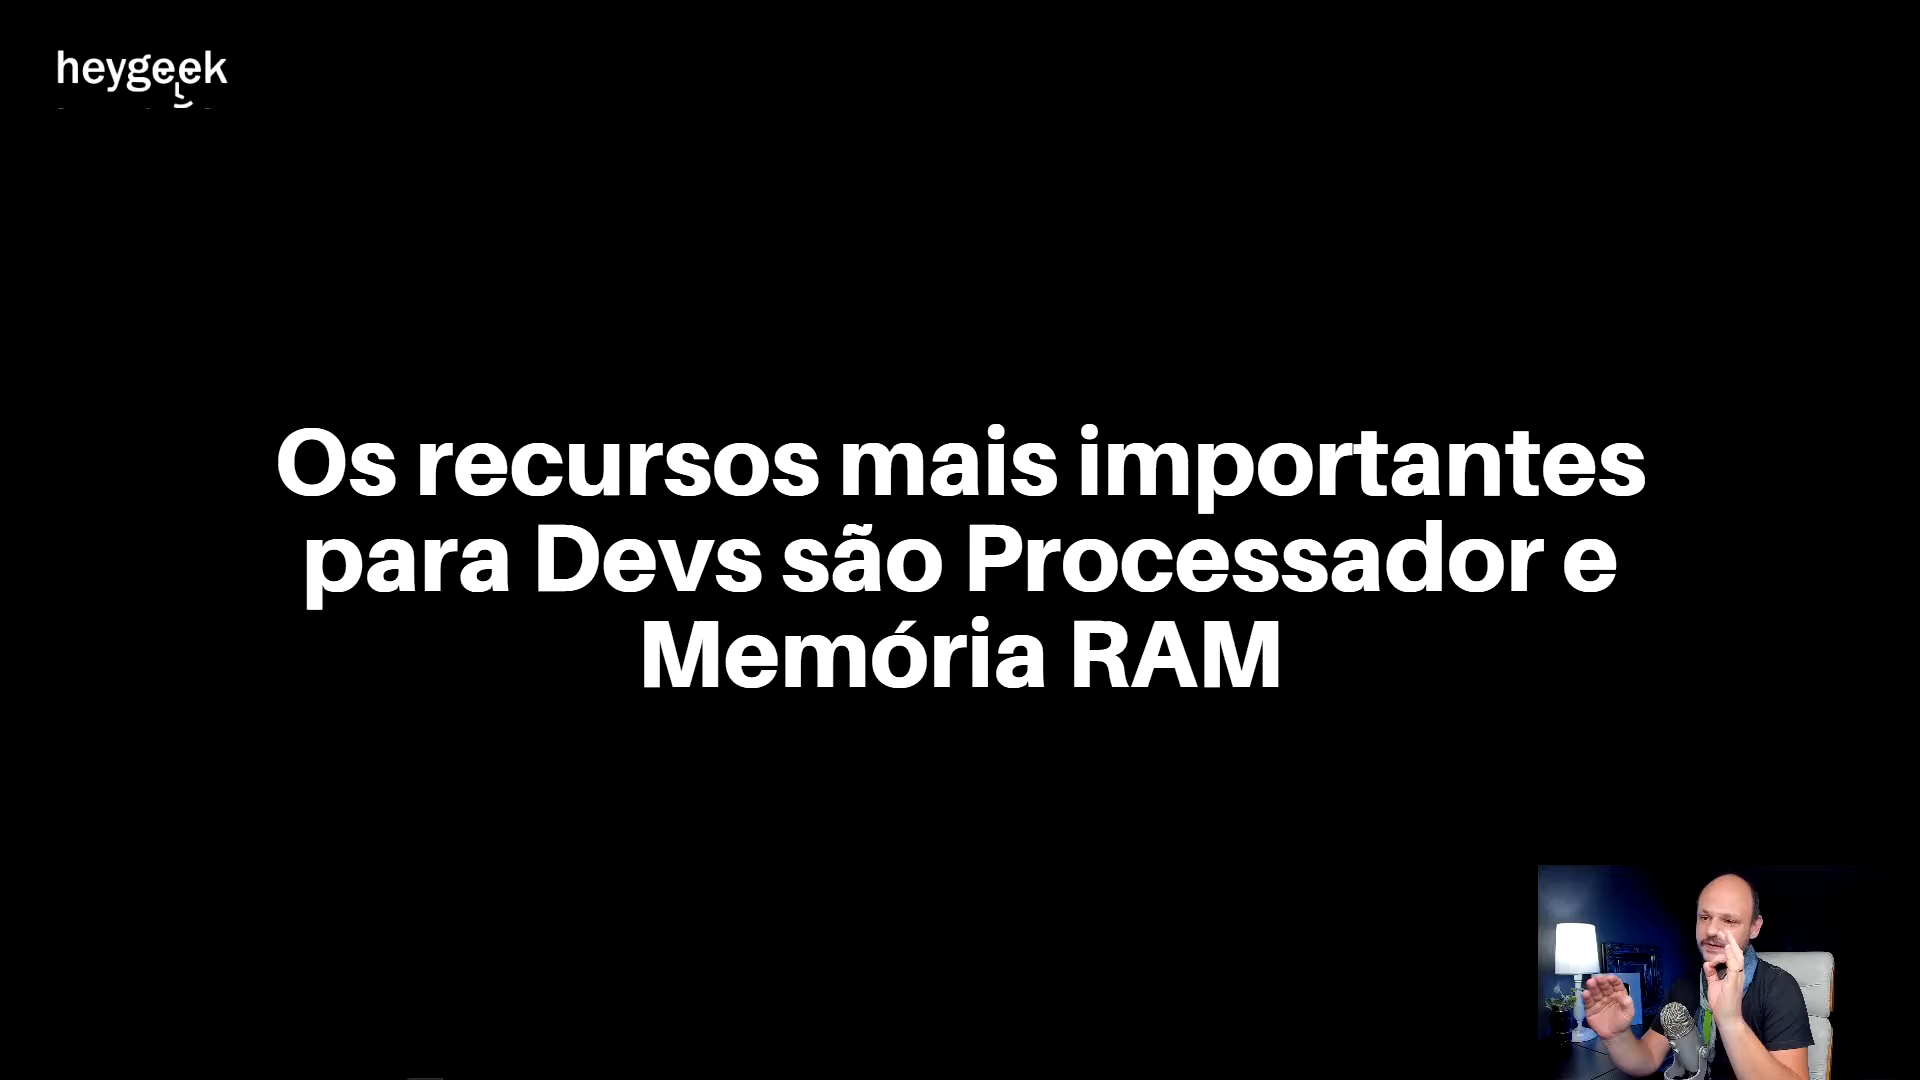 heygeek
Os recursos mais importantes
para Devs são Processador e
Memória RAM